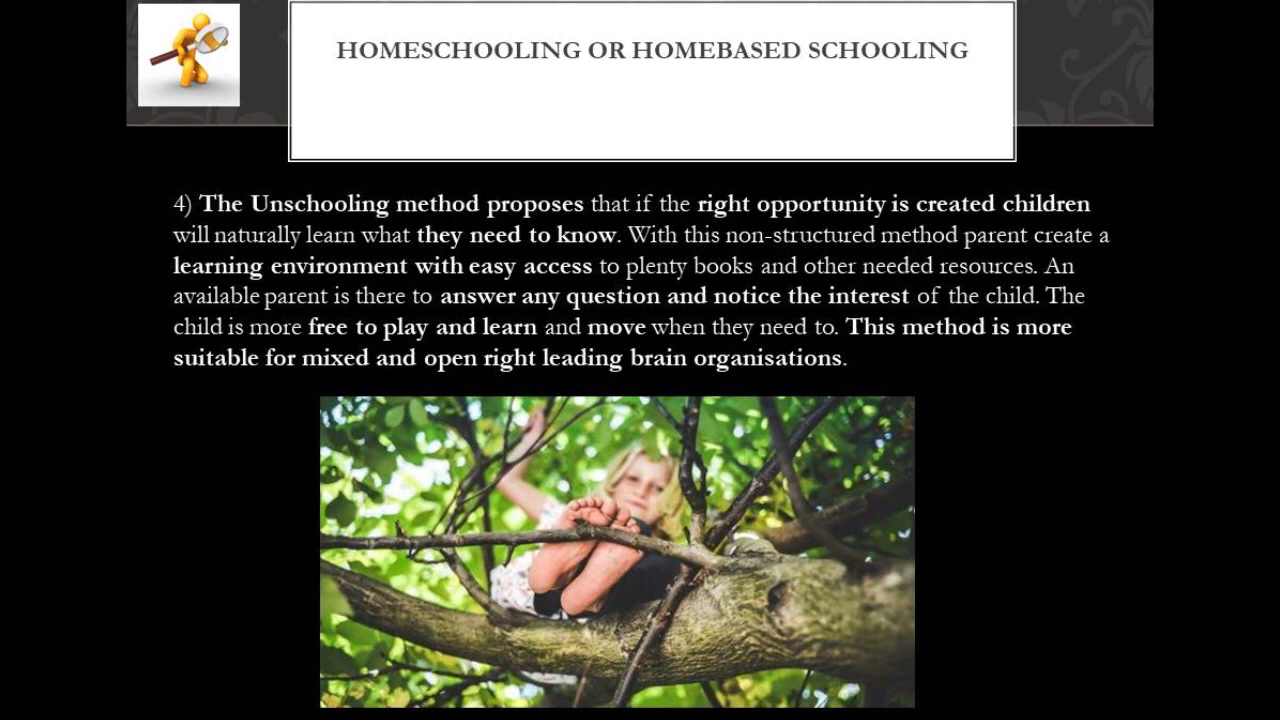 HOMESCHOOLING OR HOMEBASED SCHOOLING
4) The Unschooling method proposes that if the right opportunity is created children
will naturally learn what they need to know. With this non-structured method parent create a
learning environment with easy access to plenty books and other needed resources. An
available parent is there to answer any question and notice the interest of the child. The
child is more free to play and learn and move when they need to. This method is more
suitable for mixed and open right leading brain organisations.